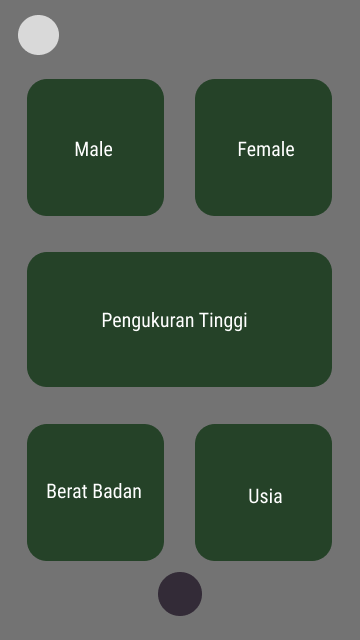 Male
Female
Pengukuran Tinggi
Berat Badan
Usia